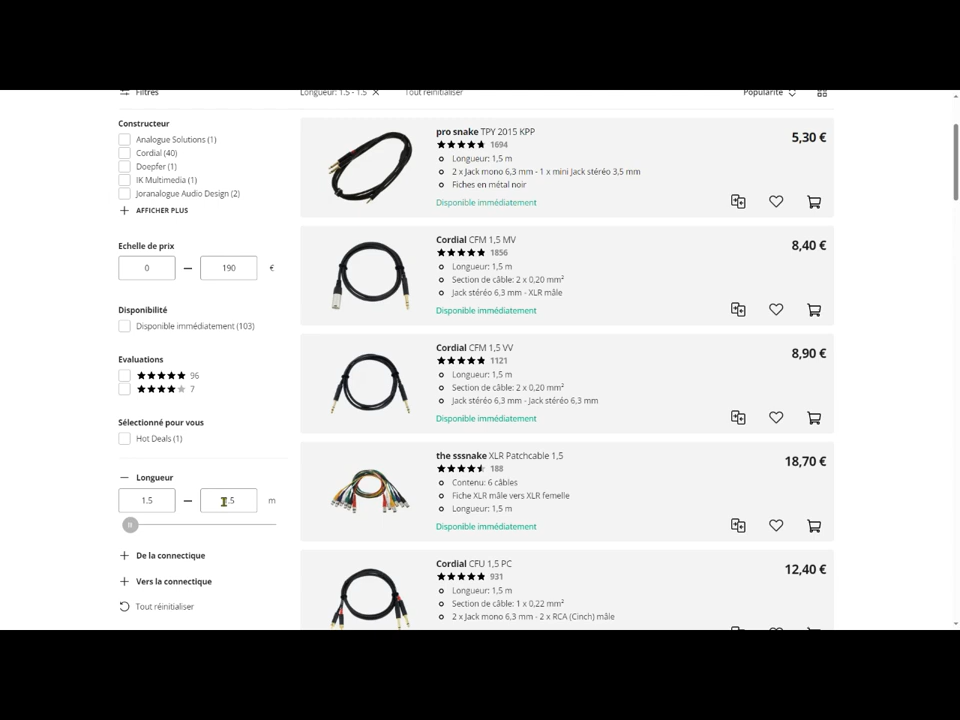 Filtres
Longueur: 1.5 - 1.5 ✕
Tout réinitialiser
Popularité
Constructeur
Analogue Solutions (1)
Cordial (40)
Doepfer (1)
IK Multimedia (1)
Joranalogue Audio Design (2)
AFFICHER PLUS
Echelle de prix
0 — 190 €
Disponibilité
Disponible immédiatement (103)
Evaluations
96
7
Sélectionné pour vous
Hot Deals (1)
Longueur
1.5 — .5 m
De la connectique
Vers la connectique
Tout réinitialiser
pro snake TPY 2015 KPP
1694
Longueur: 1,5 m
2 x Jack mono 6,3 mm - 1 x mini Jack stéréo 3,5 mm
Fiches en métal noir
Disponible immédiatement
5,30 €
Cordial CFM 1,5 MV
1856
Longueur: 1,5 m
Section de câble: 2 x 0,20 mm²
Jack stéréo 6,3 mm - XLR mâle
Disponible immédiatement
8,40 €
Cordial CFM 1,5 VV
1121
Longueur: 1,5 m
Section de câble: 2 x 0,20 mm²
Jack stéréo 6,3 mm - Jack stéréo 6,3 mm
Disponible immédiatement
8,90 €
the sssnake XLR Patchcable 1,5
188
Contenu: 6 câbles
Fiche XLR mâle vers XLR femelle
Longueur: 1,5 m
Disponible immédiatement
18,70 €
Cordial CFU 1,5 PC
931
Longueur: 1,5 m
Section de câble: 1 x 0,22 mm²
2 x Jack mono 6,3 mm - 2 x RCA (Cinch) mâle
12,40 €